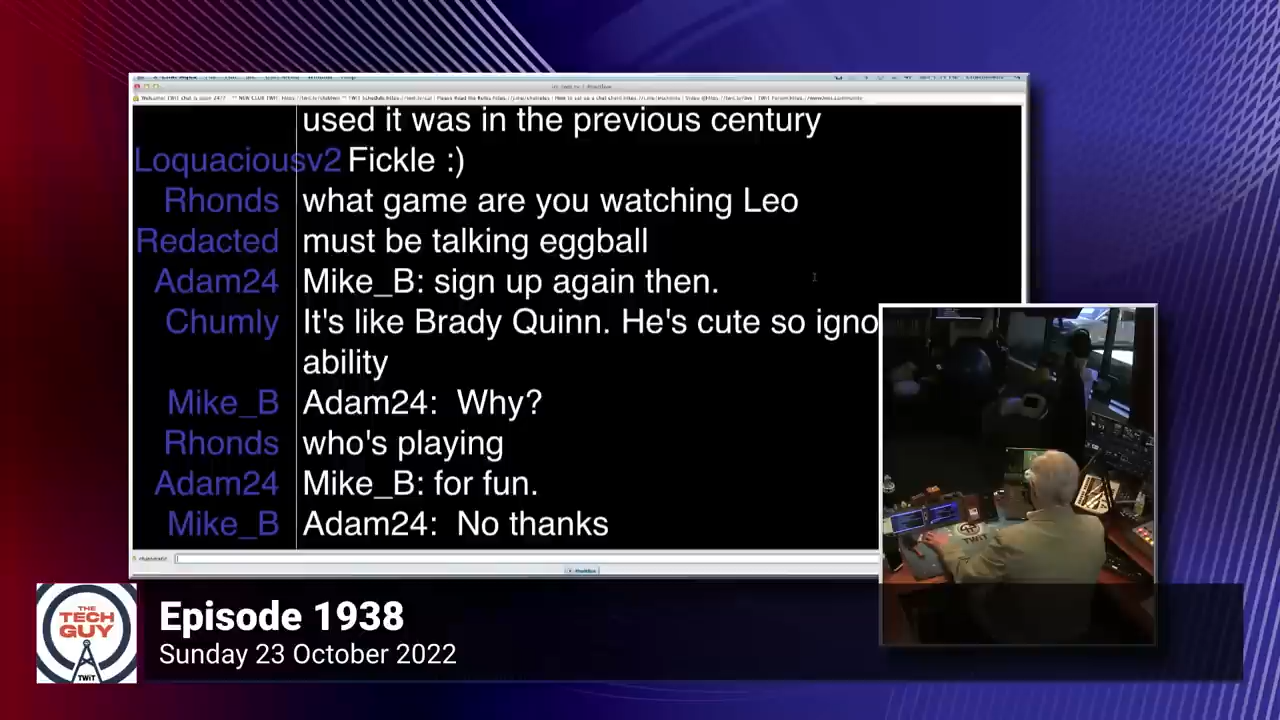 used it was in the previous century
Loquaciousv2 Fickle :)
Rhonds what game are you watching Leo
Redacted must be talking eggball
Adam24 Mike_B: sign up again then.
Chumly It's like Brady Quinn. He's cute so igno
ability
Mike_B Adam24: Why?
Rhonds who's playing
Adam24 Mike_B: for fun.
Mike_B Adam24: No thanks
TWiT
THE
TECH
GUY
TWiT
Episode 1938
Sunday 23 October 2022